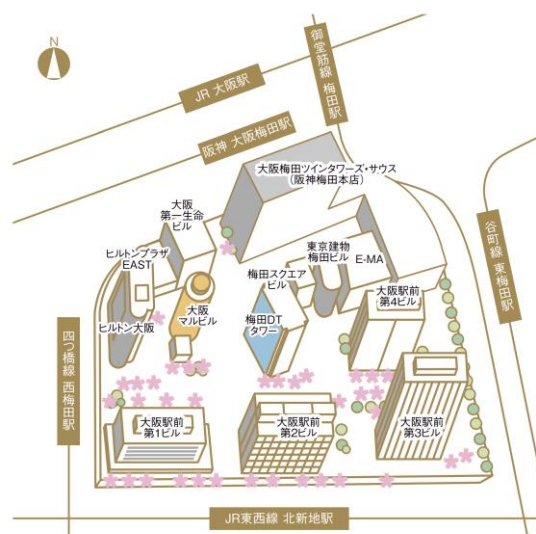 N
JR 大阪駅
御堂筋線 梅田駅
阪神 大阪梅田駅
大阪梅田ツインタワーズ・サウス
(阪神梅田本店)
大阪
第一生命
ビル
東京建物
梅田ビル
E-MA
ヒルトンプラザ
EAST
梅田スクエア
ビル
大阪駅前
第4ビル
谷町線 東梅田駅
ヒルトン大阪
大阪
マルビル
梅田DT
タワー
四つ橋線 西梅田駅
大阪駅前
第1ビル
大阪駅前
第2ビル
大阪駅前
第3ビル
JR東西線 北新地駅